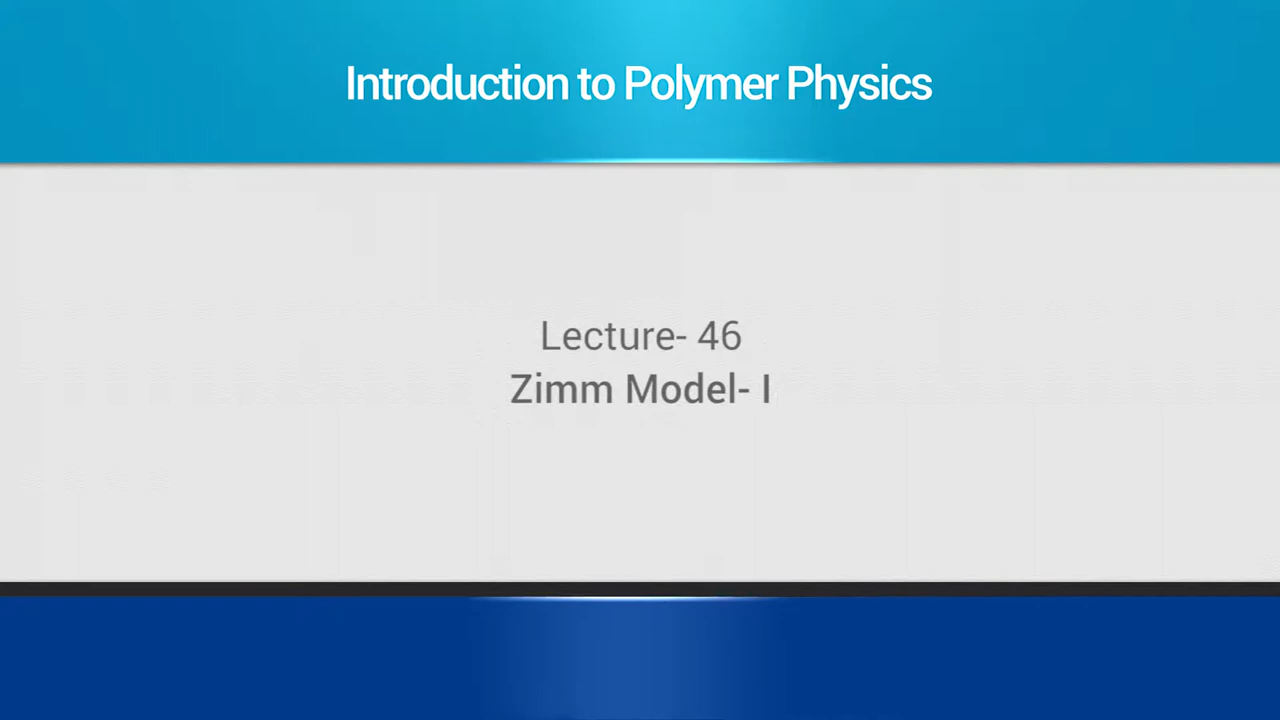 Introduction to Polymer Physics
Lecture- 46
Zimm Model- I